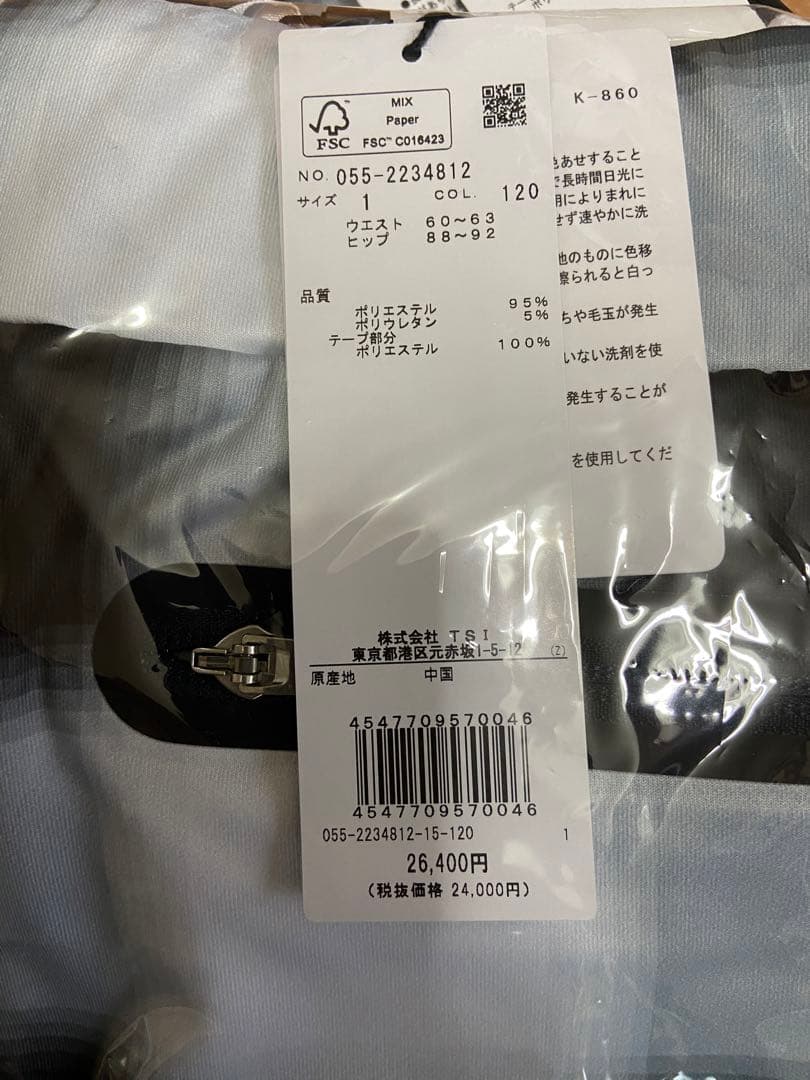 MIX
Paper
FSC™ C016423
FSC
NO. 055-2234812
サイズ 1 COL. 120
ウエスト 60～63
ヒップ 88～92
品質
ポリエステル 95%
ポリウレタン 5%
テープ部分
ポリエステル 100%
株式会社 TSI
東京都港区元赤坂1-5-12 (Z)
原産地 中国
4547709570046
4547709570046
055-2234812-15-120 1
26,400円
(税抜価格 24,000円)
K-860
色あせすること
で長時間日光に
用によりまれに
せず速やかに洗
他のものに色移
擦られると白っ
ちや毛玉が発生
いない洗剤を使
発生することが
を使用してくだ